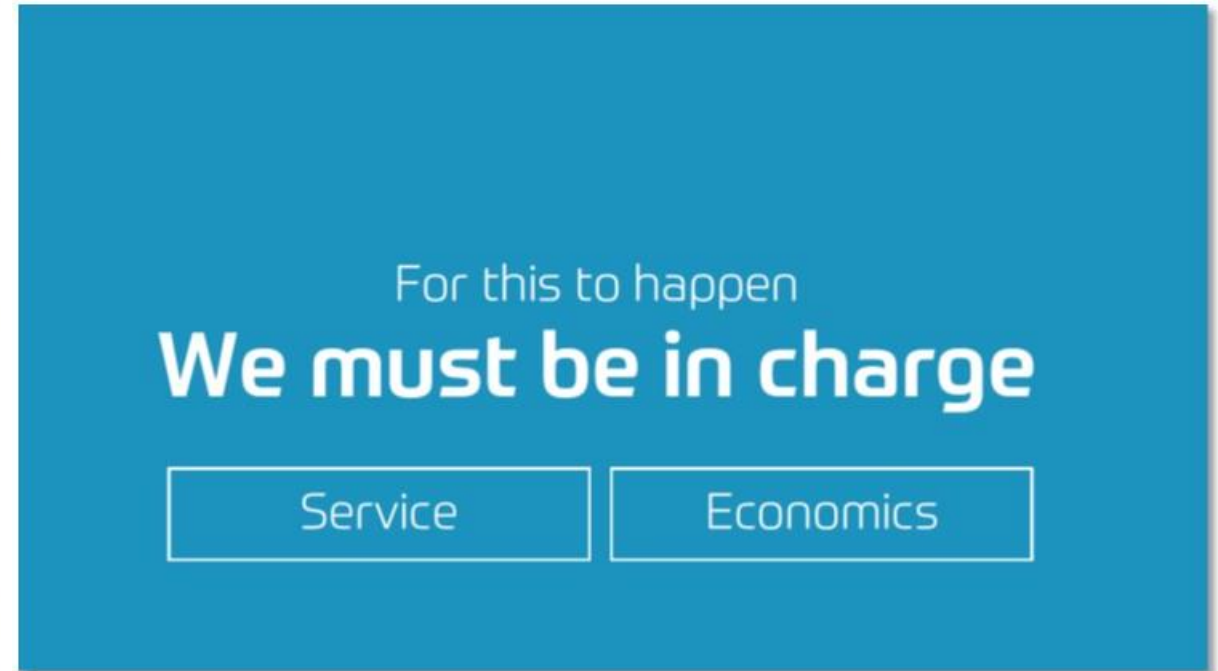 For this to happen
We must be in charge
Service Economics